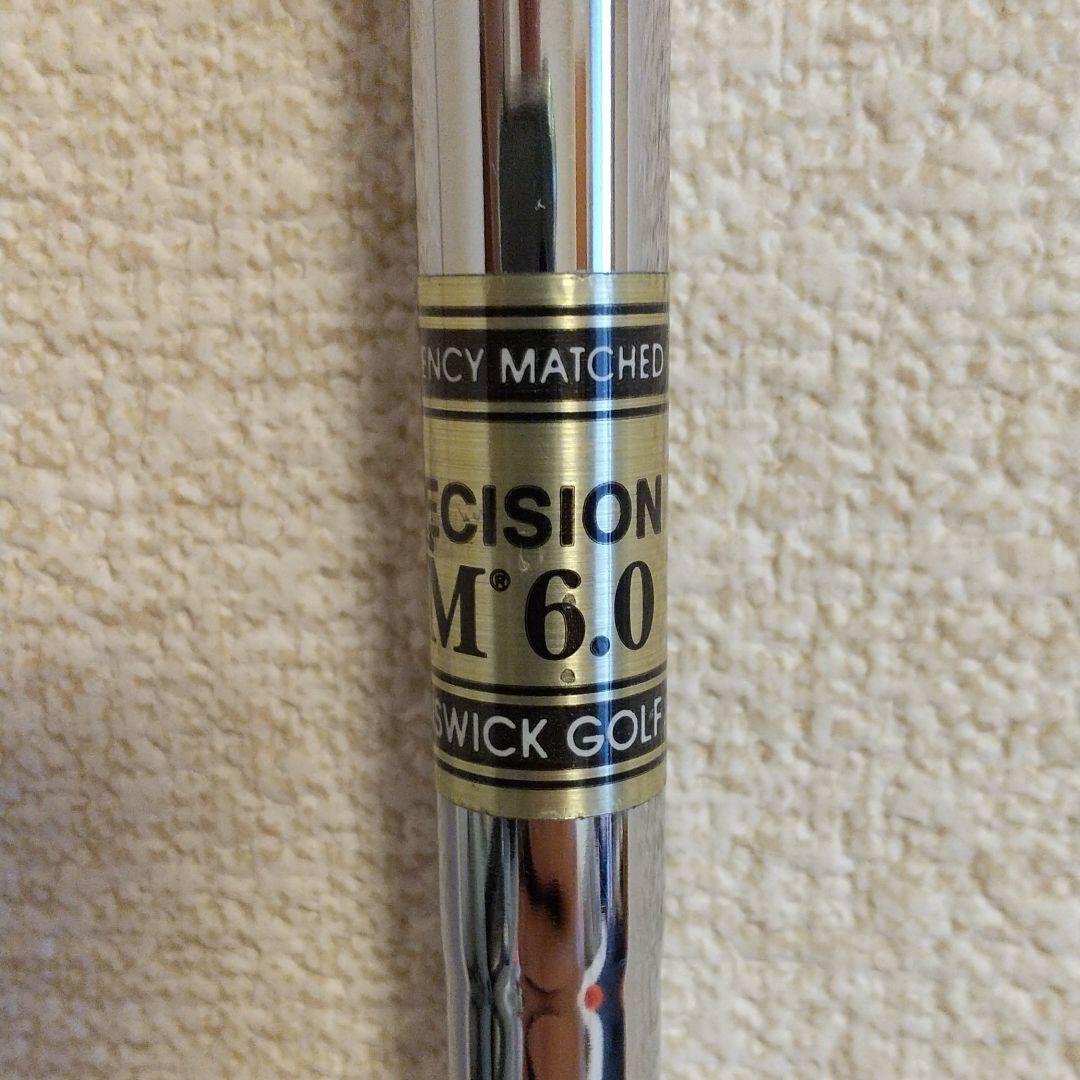 ENCY MATCHED
ECISION
M® 6.0
SWICK GOLF